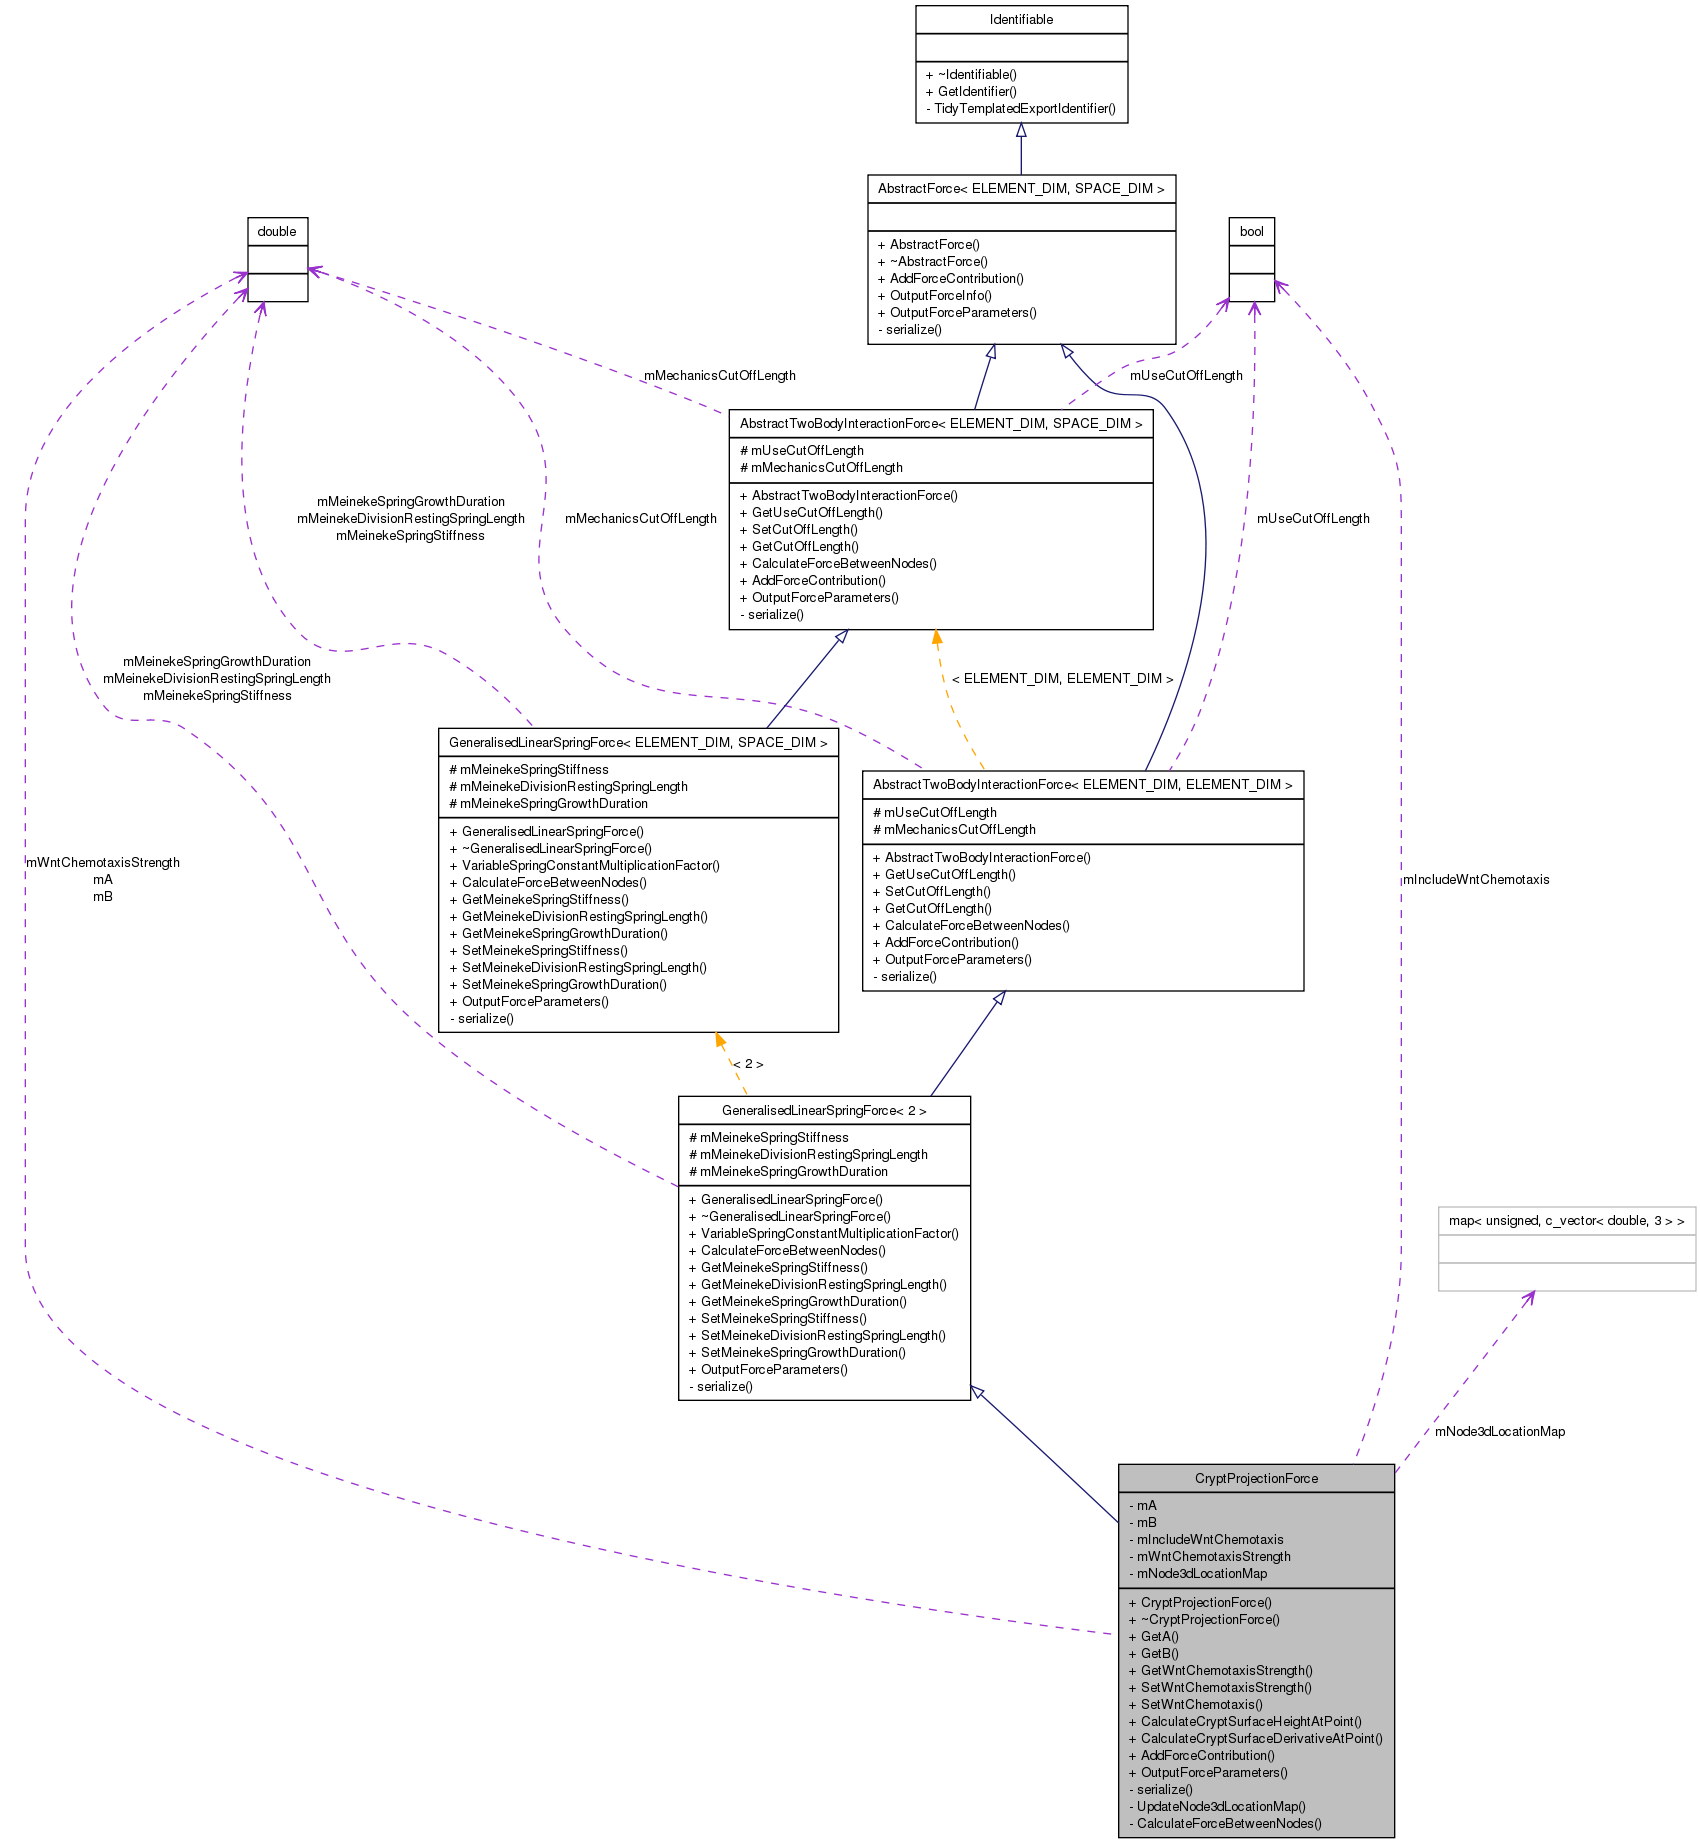 Identifiable
+ ~Identifiable()
+ GetIdentifier()
- TidyTemplatedExportIdentifier()
AbstractForce< ELEMENT_DIM, SPACE_DIM >
+ AbstractForce()
+ ~AbstractForce()
+ AddForceContribution()
+ OutputForceInfo()
+ OutputForceParameters()
- serialize()
double
bool
mMechanicsCutOffLength
mUseCutOffLength
AbstractTwoBodyInteractionForce< ELEMENT_DIM, SPACE_DIM >
# mUseCutOffLength
# mMechanicsCutOffLength
+ AbstractTwoBodyInteractionForce()
+ GetUseCutOffLength()
+ SetCutOffLength()
+ GetCutOffLength()
+ CalculateForceBetweenNodes()
+ AddForceContribution()
+ OutputForceParameters()
- serialize()
mMeinekeSpringGrowthDuration
mMeinekeDivisionRestingSpringLength
mMeinekeSpringStiffness
mMechanicsCutOffLength
mUseCutOffLength
mMeinekeSpringGrowthDuration
mMeinekeDivisionRestingSpringLength
mMeinekeSpringStiffness
< ELEMENT_DIM, ELEMENT_DIM >
GeneralisedLinearSpringForce< ELEMENT_DIM, SPACE_DIM >
# mMeinekeSpringStiffness
# mMeinekeDivisionRestingSpringLength
# mMeinekeSpringGrowthDuration
+ GeneralisedLinearSpringForce()
+ ~GeneralisedLinearSpringForce()
+ VariableSpringConstantMultiplicationFactor()
+ CalculateForceBetweenNodes()
+ GetMeinekeSpringStiffness()
+ GetMeinekeDivisionRestingSpringLength()
+ GetMeinekeSpringGrowthDuration()
+ SetMeinekeSpringStiffness()
+ SetMeinekeDivisionRestingSpringLength()
+ SetMeinekeSpringGrowthDuration()
+ OutputForceParameters()
- serialize()
AbstractTwoBodyInteractionForce< ELEMENT_DIM, ELEMENT_DIM >
# mUseCutOffLength
# mMechanicsCutOffLength
+ AbstractTwoBodyInteractionForce()
+ GetUseCutOffLength()
+ SetCutOffLength()
+ GetCutOffLength()
+ CalculateForceBetweenNodes()
+ AddForceContribution()
+ OutputForceParameters()
- serialize()
mWntChemotaxisStrength
mA
mB
mIncludeWntChemotaxis
< 2 >
GeneralisedLinearSpringForce< 2 >
# mMeinekeSpringStiffness
# mMeinekeDivisionRestingSpringLength
# mMeinekeSpringGrowthDuration
+ GeneralisedLinearSpringForce()
+ ~GeneralisedLinearSpringForce()
+ VariableSpringConstantMultiplicationFactor()
+ CalculateForceBetweenNodes()
+ GetMeinekeSpringStiffness()
+ GetMeinekeDivisionRestingSpringLength()
+ GetMeinekeSpringGrowthDuration()
+ SetMeinekeSpringStiffness()
+ SetMeinekeDivisionRestingSpringLength()
+ SetMeinekeSpringGrowthDuration()
+ OutputForceParameters()
- serialize()
map< unsigned, c_vector< double, 3 > >
mNode3dLocationMap
CryptProjectionForce
- mA
- mB
- mIncludeWntChemotaxis
- mWntChemotaxisStrength
- mNode3dLocationMap
+ CryptProjectionForce()
+ ~CryptProjectionForce()
+ GetA()
+ GetB()
+ GetWntChemotaxisStrength()
+ SetWntChemotaxisStrength()
+ SetWntChemotaxis()
+ CalculateCryptSurfaceHeightAtPoint()
+ CalculateCryptSurfaceDerivativeAtPoint()
+ AddForceContribution()
+ OutputForceParameters()
- serialize()
- UpdateNode3dLocationMap()
- CalculateForceBetweenNodes()